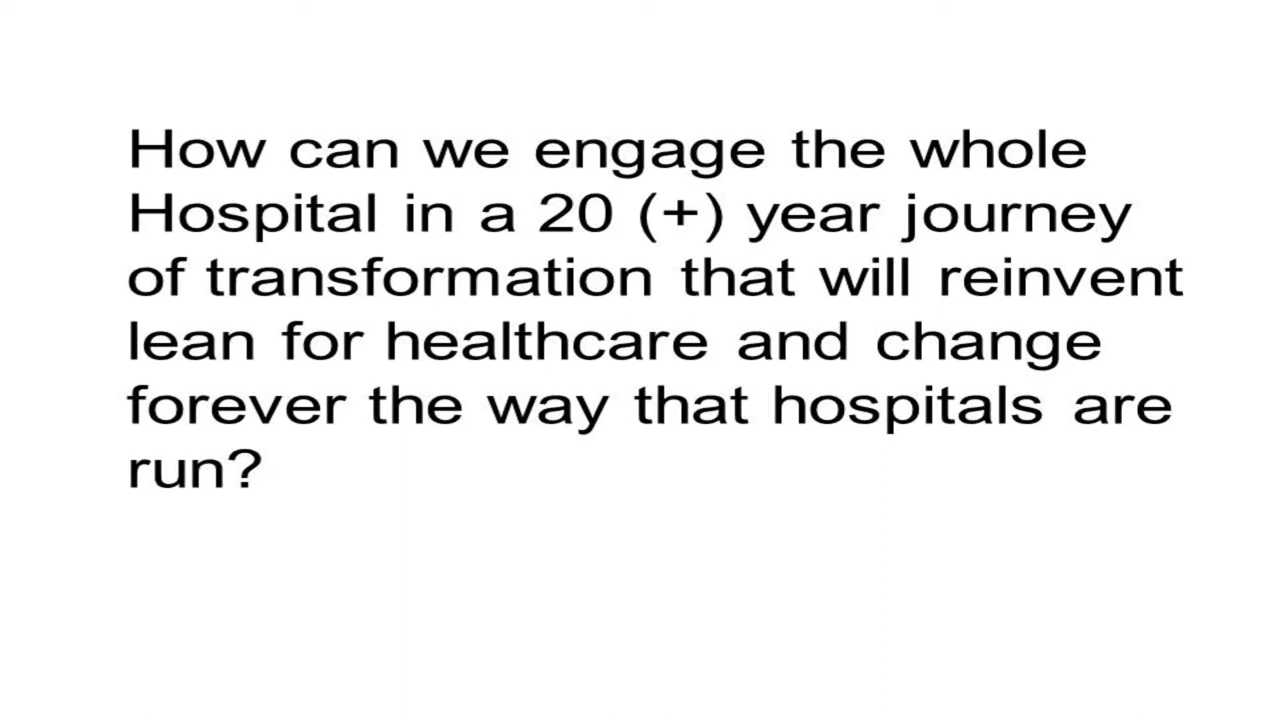 How can we engage the whole
Hospital in a 20 (+) year journey
of transformation that will reinvent
lean for healthcare and change
forever the way that hospitals are
run?